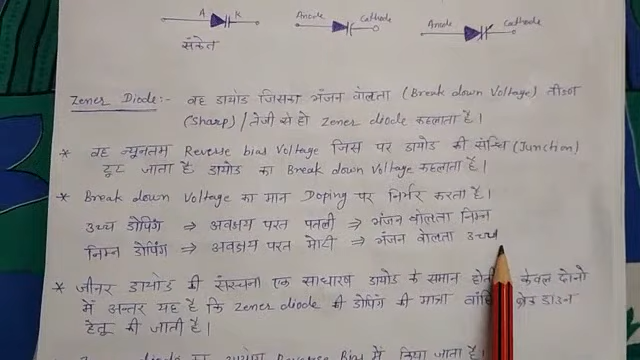 A K Anode Cathode Anode Cathode
संकेत
Zener Diode:- वह डायोड जिसका भंजन वोल्टता (Break down Voltage) तीक्ष्ण
(Sharp) / तेजी से हो Zener diode कहलाता है।
* वह न्यूनतम Reverse bias Voltage जिस पर डायोड की सन्धि (Junction)
टूट जाता है डायोड का Break down Voltage कहलाता है।
* Break down Voltage का मान Doping पर निर्भर करता है।
उच्च डोपिंग ⇒ अवक्षय परत पतली ⇒ भंजन वोल्टता निम्न
निम्न डोपिंग ⇒ अवक्षय परत मोटी ⇒ भंजन वोल्टता उच्च
* जीनर डायोड की संरचना एक साधारण डायोड के समान केवल दोनो
में अन्तर यह है कि Zener diode की डोपिंग की मात्रा ब्रेक डाउन
हेतू की जाती है।
Reverse Bias में किया जाता है।